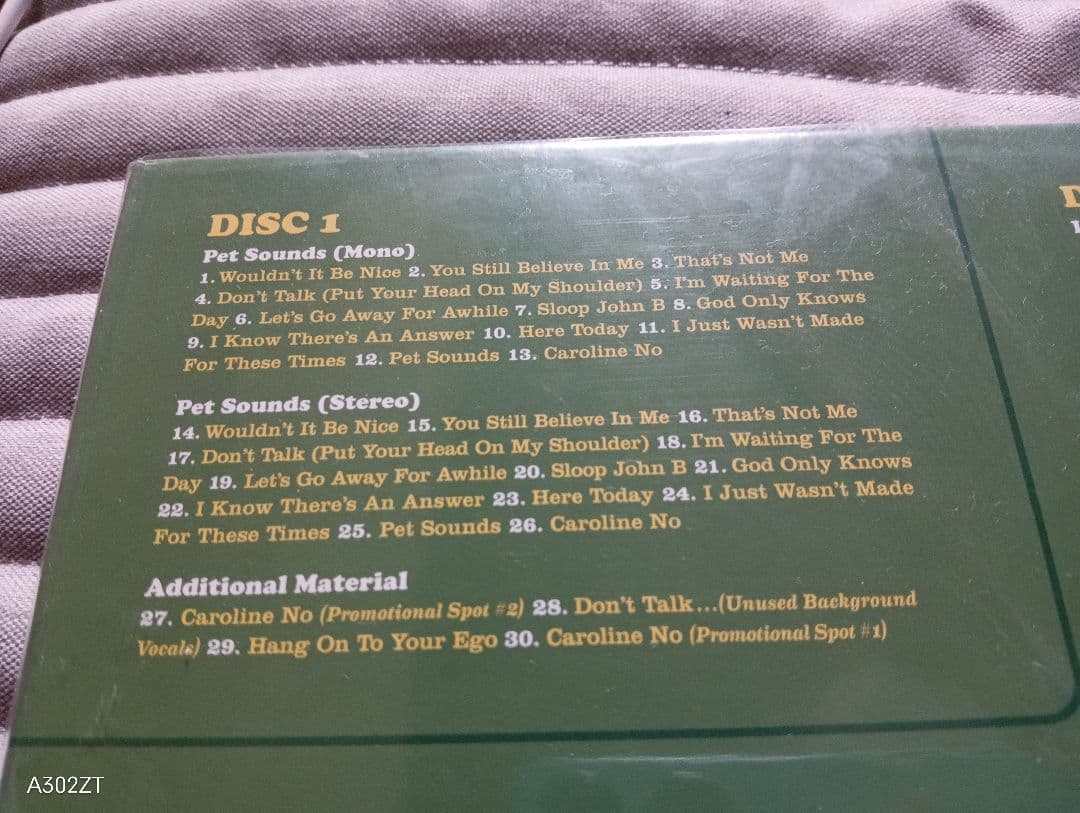 DISC 1
Pet Sounds (Mono)
1. Wouldn't It Be Nice 2. You Still Believe In Me 3. That's Not Me
4. Don't Talk (Put Your Head On My Shoulder) 5. I'm Waiting For The
Day 6. Let's Go Away For Awhile 7. Sloop John B 8. God Only Knows
9. I Know There's An Answer 10. Here Today 11. I Just Wasn't Made
For These Times 12. Pet Sounds 13. Caroline No
Pet Sounds (Stereo)
14. Wouldn't It Be Nice 15. You Still Believe In Me 16. That's Not Me
17. Don't Talk (Put Your Head On My Shoulder) 18. I'm Waiting For The
Day 19. Let's Go Away For Awhile 20. Sloop John B 21. God Only Knows
22. I Know There's An Answer 23. Here Today 24. I Just Wasn't Made
For These Times 25. Pet Sounds 26. Caroline No
Additional Material
27. Caroline No (Promotional Spot #2) 28. Don't Talk...(Unused Background
Vocals) 29. Hang On To Your Ego 30. Caroline No (Promotional Spot #1)
A302ZT